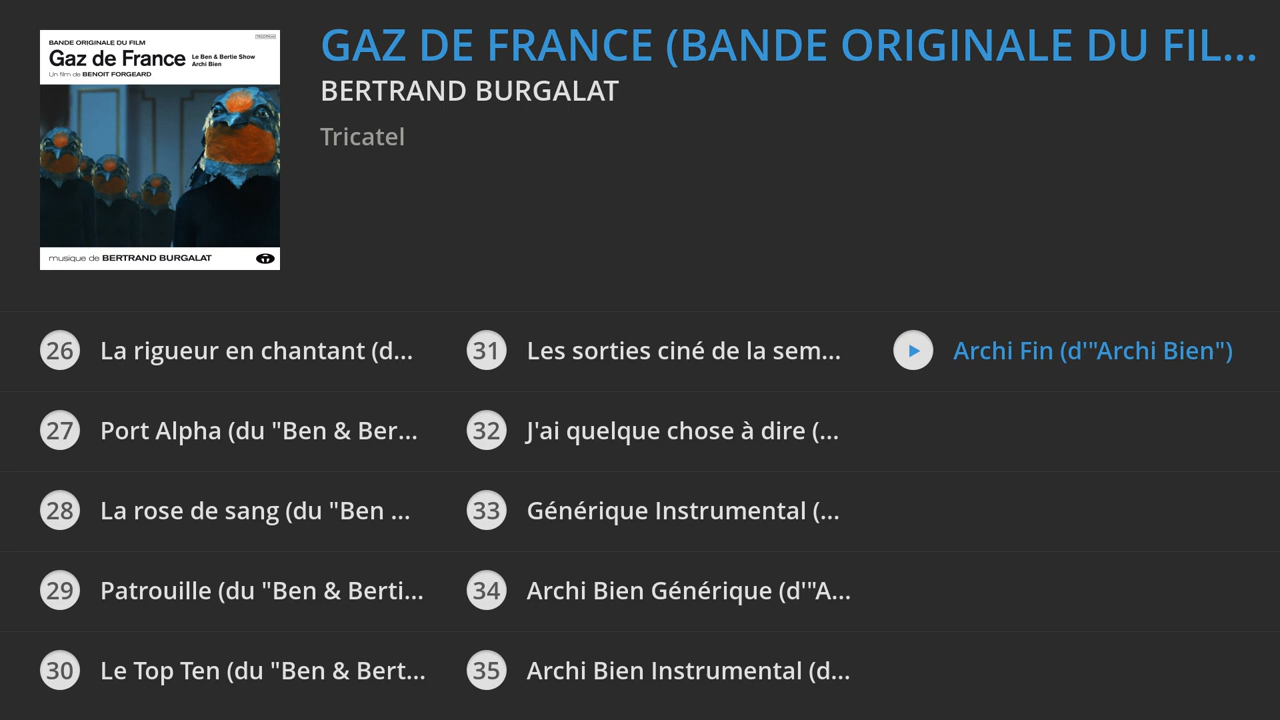 BANDE ORIGINALE DU FILM
Gaz de France
Le Ben & Bertie Show
Archi Bien
Un film de BENOIT FORGEARD
musique de BERTRAND BURGALAT
GAZ DE FRANCE (BANDE ORIGINALE DU FIL...
BERTRAND BURGALAT
Tricatel
26 La rigueur en chantant (d...
27 Port Alpha (du "Ben & Ber...
28 La rose de sang (du "Ben ...
29 Patrouille (du "Ben & Berti...
30 Le Top Ten (du "Ben & Bert...
31 Les sorties ciné de la sem...
32 J'ai quelque chose à dire (...
33 Générique Instrumental (...
34 Archi Bien Générique (d'"A...
35 Archi Bien Instrumental (d...
Archi Fin (d'"Archi Bien")